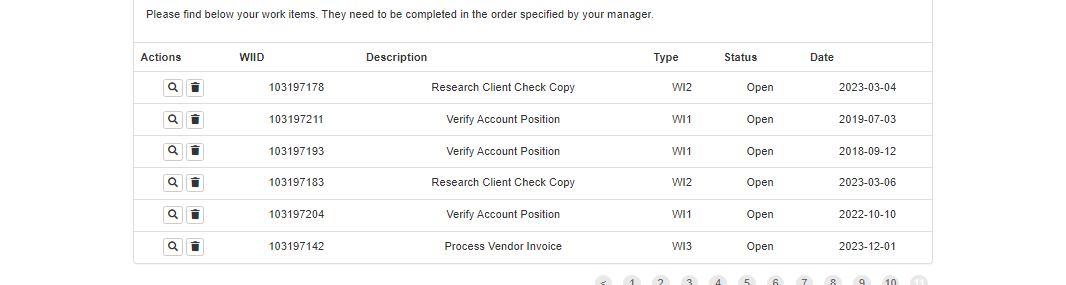 Please find below your work items. They need to be completed in the order specified by your manager.
Actions WIID Description Type Status Date
103197178 Research Client Check Copy WI2 Open 2023-03-04
103197211 Verify Account Position WI1 Open 2019-07-03
103197193 Verify Account Position WI1 Open 2018-09-12
103197183 Research Client Check Copy WI2 Open 2023-03-06
103197204 Verify Account Position WI1 Open 2022-10-10
103197142 Process Vendor Invoice WI3 Open 2023-12-01
< 1 2 3 4 5 6 7 8 9 10 11